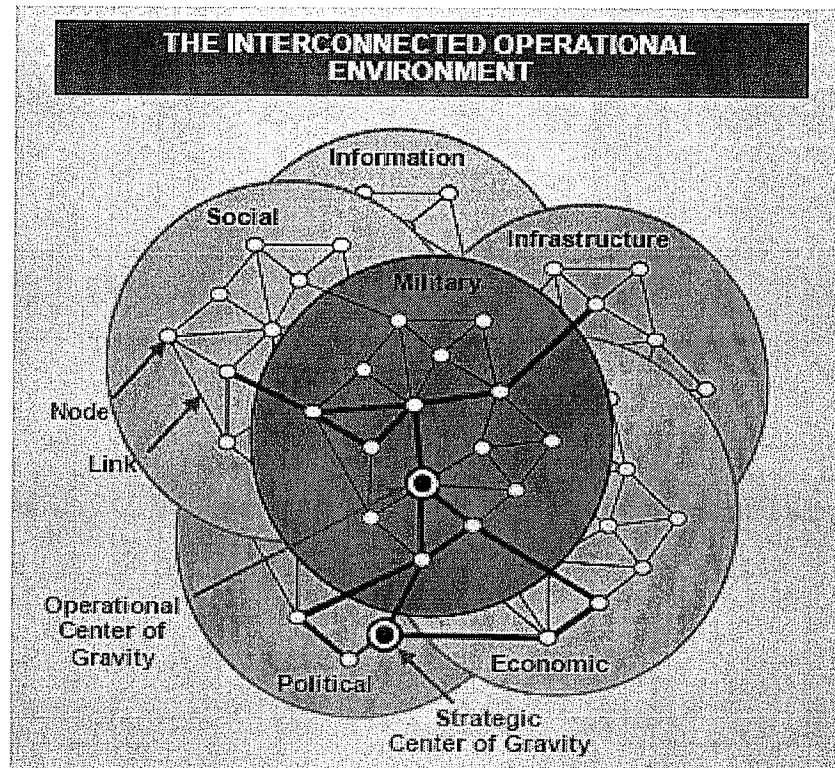 THE INTERCONNECTED OPERATIONAL
ENVIRONMENT
Information
Social
Infrastructure
Military
Node
Link
Operational
Center of
Gravity
Political
Economic
Strategic
Center of Gravity